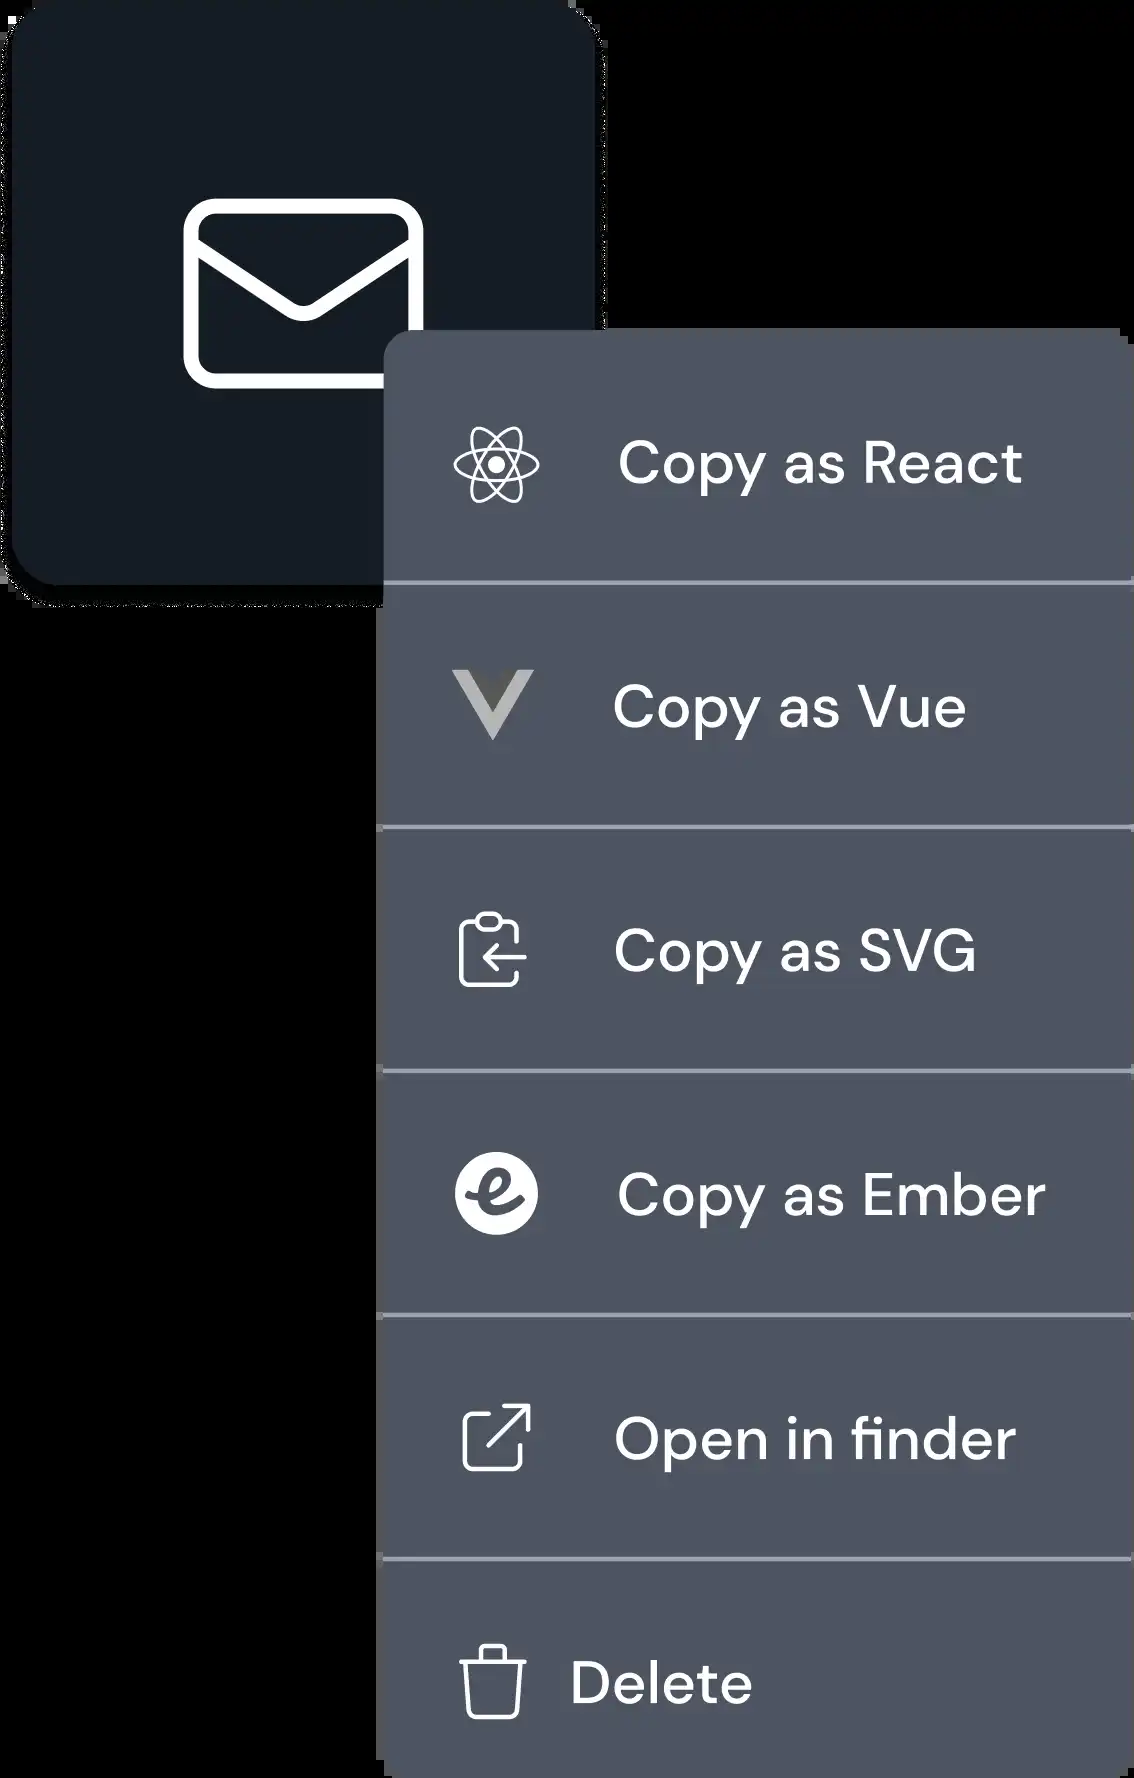 Copy as React
Copy as Vue
Copy as SVG
Copy as Ember
Open in finder
Delete